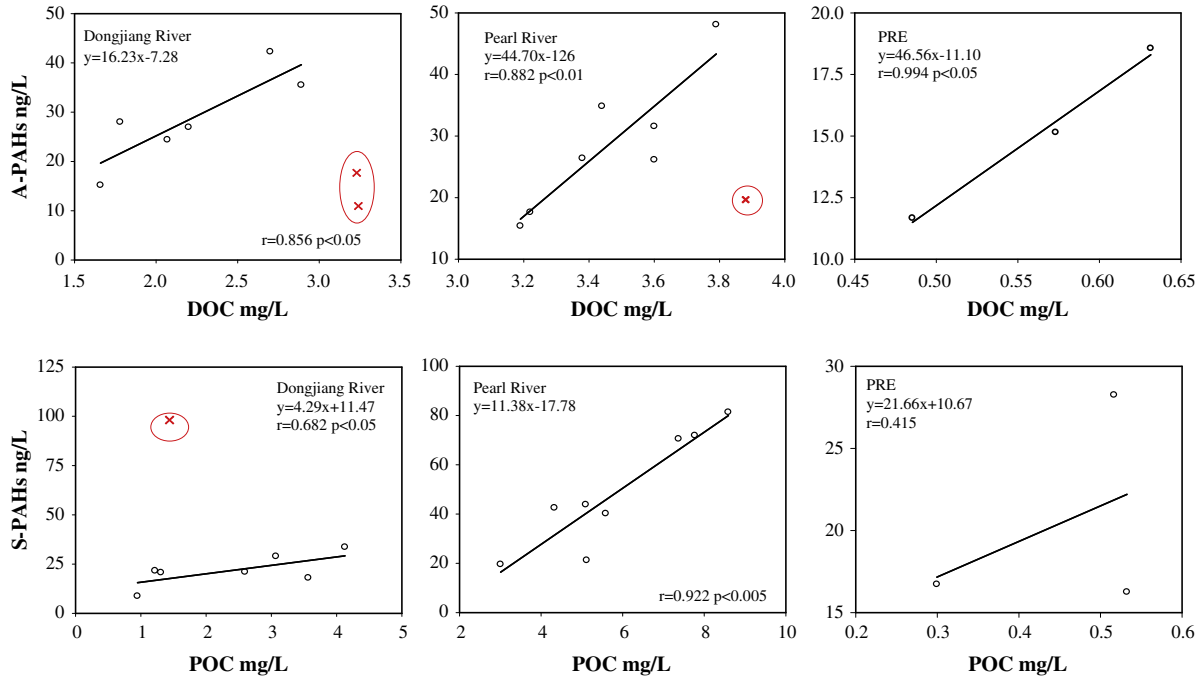 A-PAHs ng/L
50
40
30
20
10
0
Dongjiang River
y=16.23x-7.28
r=0.856 p<0.05
1.5 2.0 2.5 3.0 3.5
DOC mg/L
50
40
30
20
10
Pearl River
y=44.70x-126
r=0.882 p<0.01
3.0 3.2 3.4 3.6 3.8 4.0
DOC mg/L
20.0
17.5
15.0
12.5
10.0
PRE
y=46.56x-11.10
r=0.994 p<0.05
0.45 0.50 0.55 0.60 0.65
DOC mg/L
S-PAHs ng/L
125
100
75
50
25
0
Dongjiang River
y=4.29x+11.47
r=0.682 p<0.05
0 1 2 3 4 5
POC mg/L
100
80
60
40
20
0
Pearl River
y=11.38x-17.78
r=0.922 p<0.005
2 4 6 8 10
POC mg/L
30
25
20
15
PRE
y=21.66x+10.67
r=0.415
0.2 0.3 0.4 0.5 0.6
POC mg/L